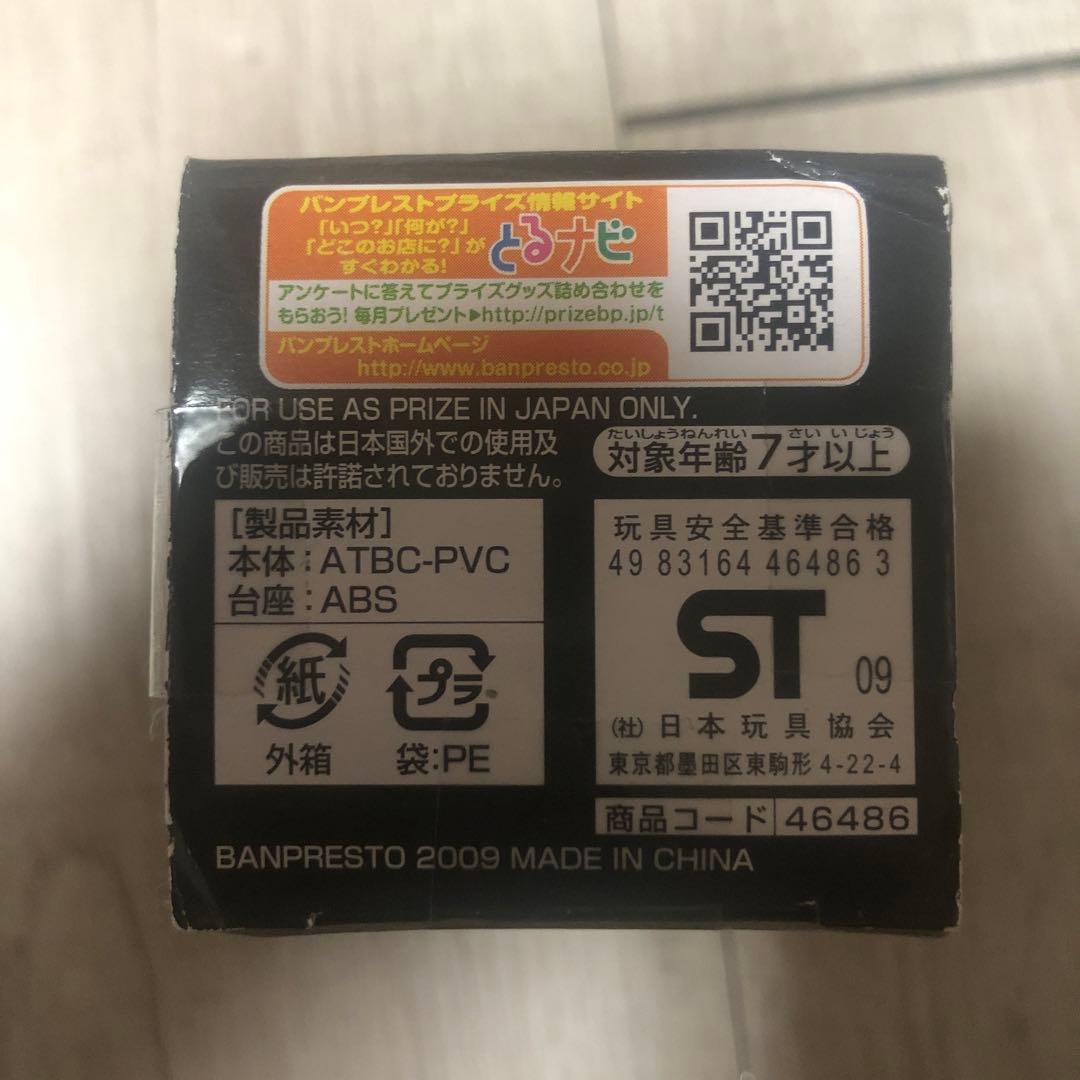 バンプレストプライズ情報サイト
「いつ?」「何が?」
「どこのお店に?」が
すぐわかる!
とるナビ
アンケートに答えてプライズグッズ詰め合わせを
もらおう! 毎月プレゼント▶http://prizebp.jp/t
バンプレストホームページ
http://www.banpresto.co.jp
FOR USE AS PRIZE IN JAPAN ONLY.
この商品は日本国外での使用及
び販売は許諾されておりません。
たいしょうねんれい さい いじょう
対象年齢7才以上
[製品素材]
本体:ATBC-PVC
台座:ABS
紙
外箱
プラ
袋:PE
玩具安全基準合格
49 83164 46486 3
ST 09
(社)日本玩具協会
東京都墨田区東駒形 4-22-4
商品コード 46486
BANPRESTO 2009 MADE IN CHINA